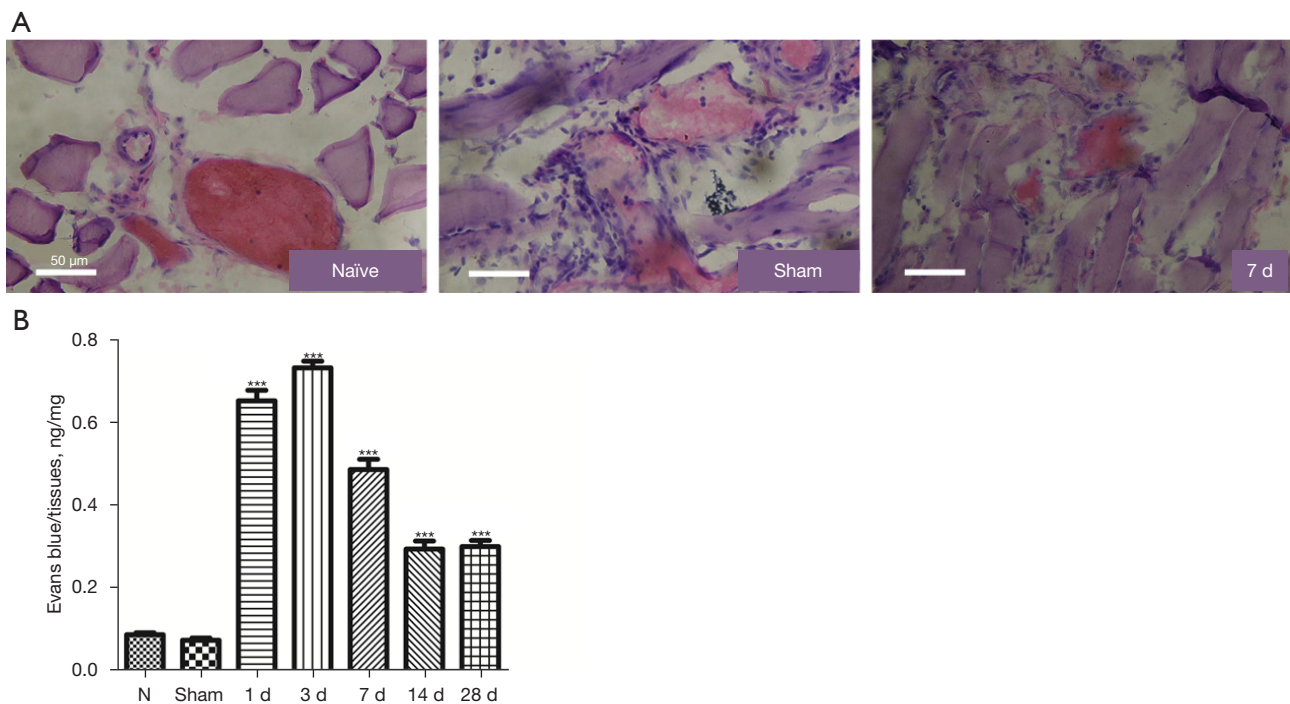 A
50 µm
Naïve
Sham
7 d
B
Evans blue/tissues, ng/mg
0.8
0.6
0.4
0.2
0.0
***
***
***
***
***
N Sham 1 d 3 d 7 d 14 d 28 d